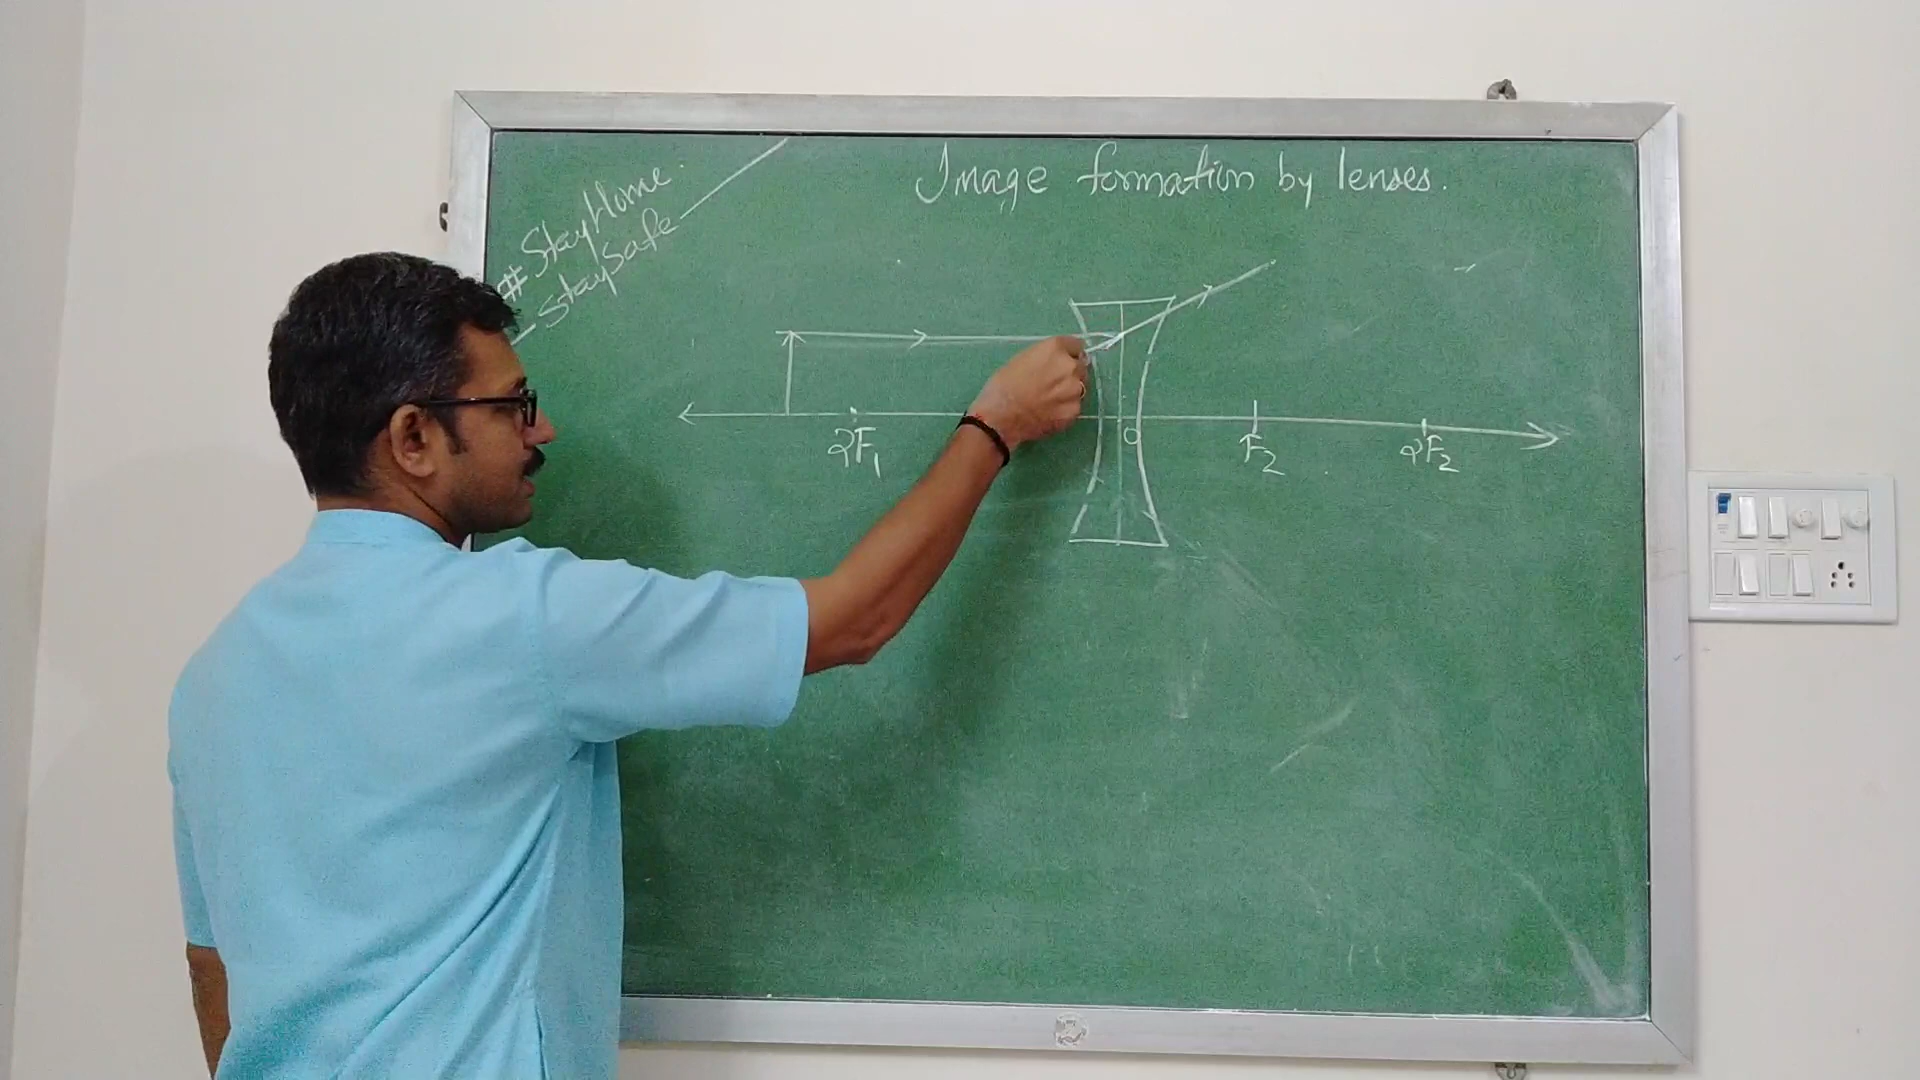 Image formation by lenses.
# StayHome.
StaySafe
2F1
O
F2
2F2